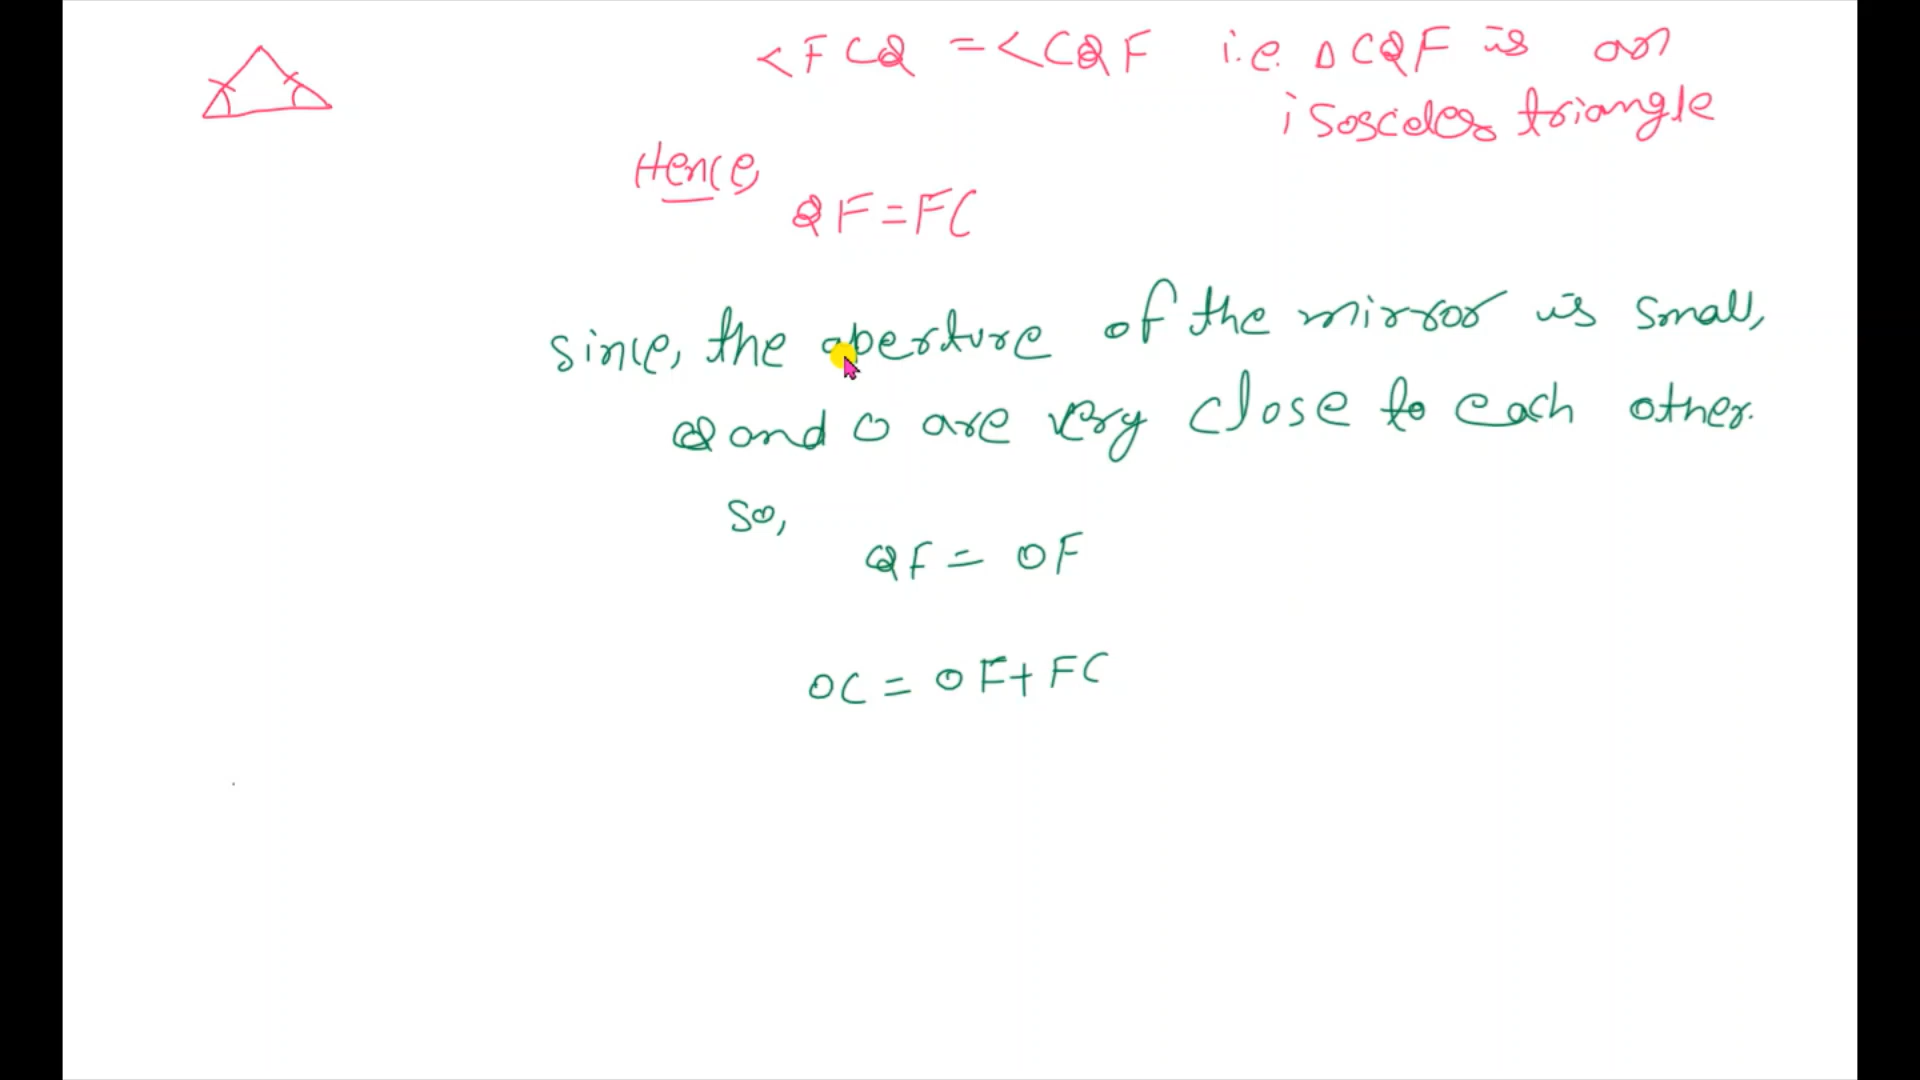 <FCQ = <CQF i.e. ΔCQF is an
isosceles triangle
Hence,
QF = FC
since, the aperture of the mirror is small,
Q and O are very close to each other.
so,
QF = OF
OC = OF + FC